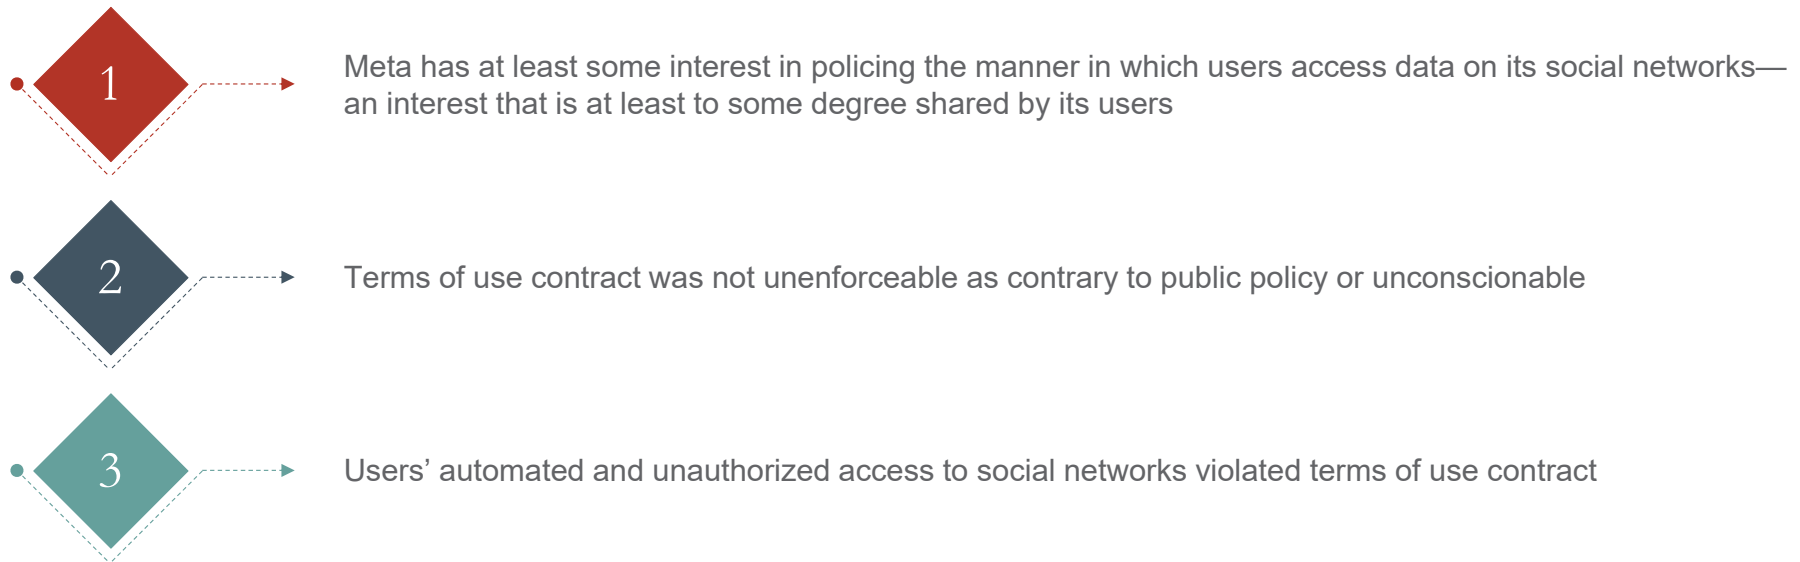 1
Meta has at least some interest in policing the manner in which users access data on its social networks—
an interest that is at least to some degree shared by its users
2
Terms of use contract was not unenforceable as contrary to public policy or unconscionable
3
Users’ automated and unauthorized access to social networks violated terms of use contract